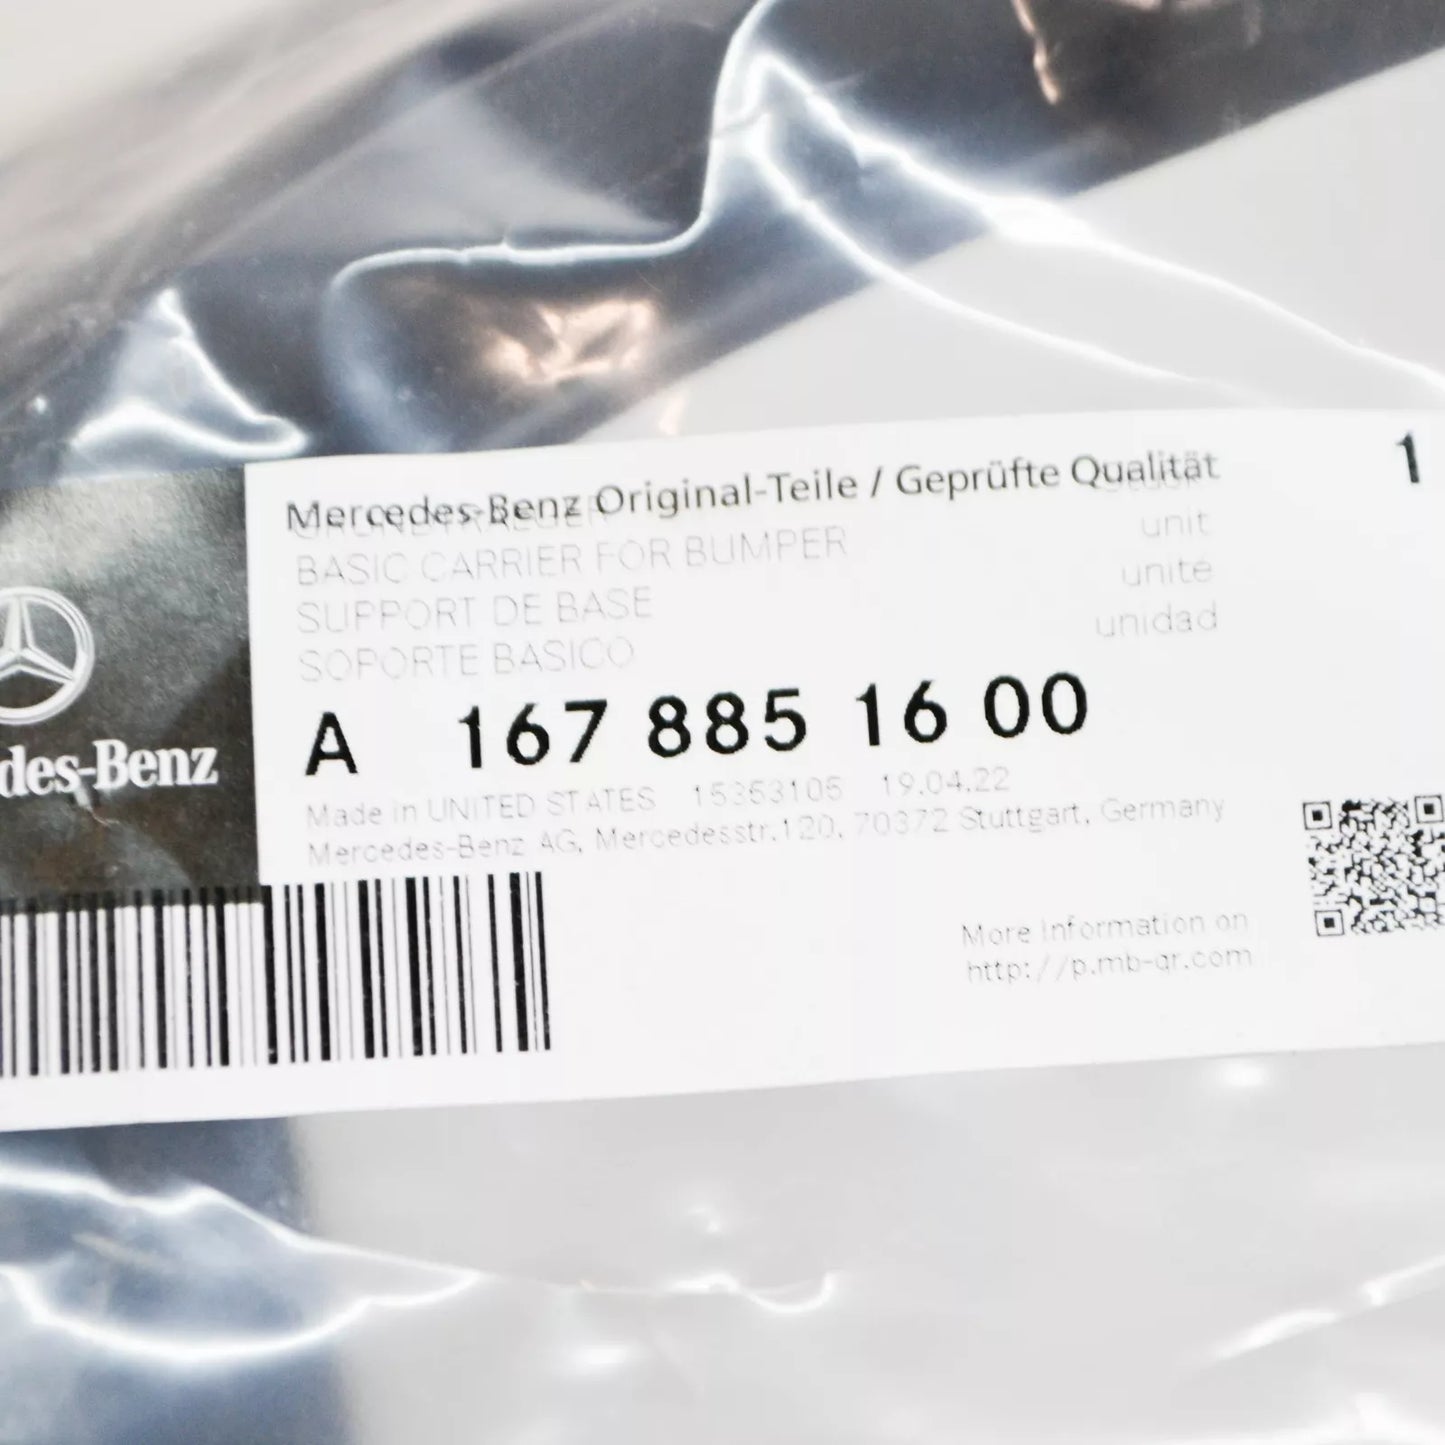 Mercedes-Benz Original-Teile / Geprüfte Qualität 1
BASIC CARRIER FOR BUMPER unit
SUPPORT DE BASE unité
SOPORTE BASICO unidad
A 167 885 16 00
Made in UNITED STATES 15353105 19.04.22
Mercedes-Benz AG, Mercedesstr.120, 70372 Stuttgart, Germany
More information on
http://p.mb-qr.com
des-Benz